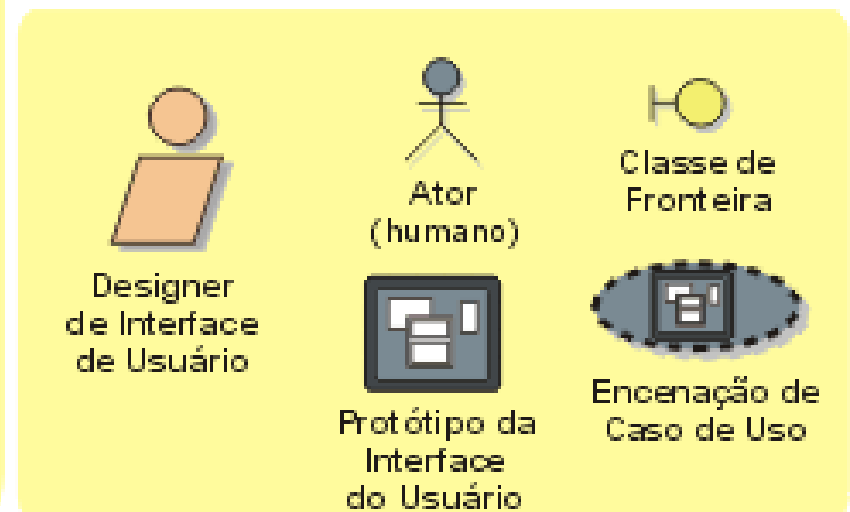 Designer
de Interface
de Usuário
Ator
(humano)
Classe de
Fronteira
Protótipo da
Interface
do Usuário
Encenação de
Caso de Uso